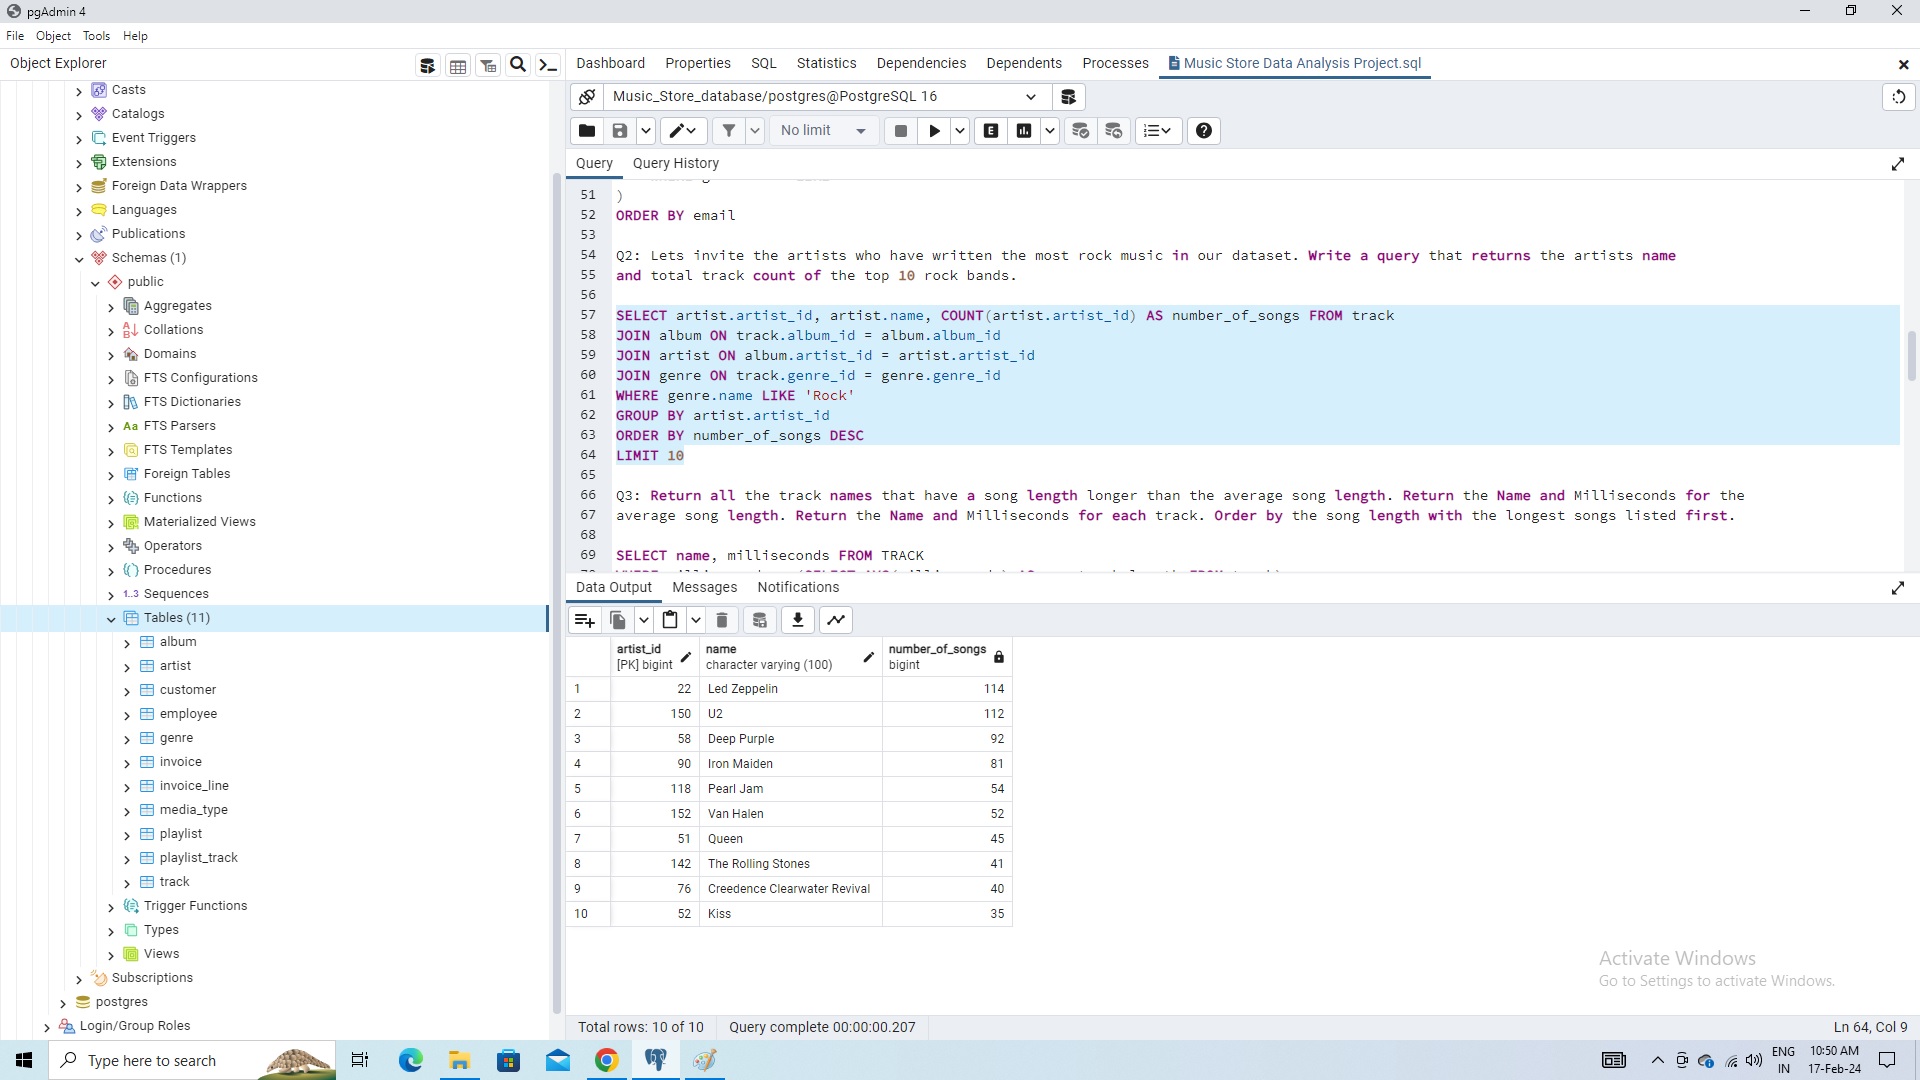 pgAdmin 4
File Object Tools Help
Object Explorer
Dashboard Properties SQL Statistics Dependencies Dependents Processes Music Store Data Analysis Project.sql
Casts
Catalogs
Event Triggers
Extensions
Foreign Data Wrappers
Languages
Publications
Schemas (1)
public
Aggregates
Collations
Domains
FTS Configurations
FTS Dictionaries
Aa FTS Parsers
FTS Templates
Foreign Tables
Functions
Materialized Views
Operators
Procedures
1..3 Sequences
Tables (11)
album
artist
customer
employee
genre
invoice
invoice_line
media_type
playlist
playlist_track
track
Trigger Functions
Types
Views
Subscriptions
postgres
Login/Group Roles
Music_Store_database/postgres@PostgreSQL 16
No limit
E
Query Query History
51 )
52 ORDER BY email
53
54 Q2: Lets invite the artists who have written the most rock music in our dataset. Write a query that returns the artists name
55 and total track count of the top 10 rock bands.
56
57 SELECT artist.artist_id, artist.name, COUNT(artist.artist_id) AS number_of_songs FROM track
58 JOIN album ON track.album_id = album.album_id
59 JOIN artist ON album.artist_id = artist.artist_id
60 JOIN genre ON track.genre_id = genre.genre_id
61 WHERE genre.name LIKE 'Rock'
62 GROUP BY artist.artist_id
63 ORDER BY number_of_songs DESC
64 LIMIT 10
65
66 Q3: Return all the track names that have a song length longer than the average song length. Return the Name and Milliseconds for the
67 average song length. Return the Name and Milliseconds for each track. Order by the song length with the longest songs listed first.
68
69 SELECT name, milliseconds FROM TRACK
Data Output Messages Notifications
artist_id name number_of_songs
[PK] bigint character varying (100) bigint
1 22 Led Zeppelin 114
2 150 U2 112
3 58 Deep Purple 92
4 90 Iron Maiden 81
5 118 Pearl Jam 54
6 152 Van Halen 52
7 51 Queen 45
8 142 The Rolling Stones 41
9 76 Creedence Clearwater Revival 40
10 52 Kiss 35
Activate Windows
Go to Settings to activate Windows.
Total rows: 10 of 10 Query complete 00:00:00.207 Ln 64, Col 9
Type here to search
ENG 10:50 AM
IN 17-Feb-24